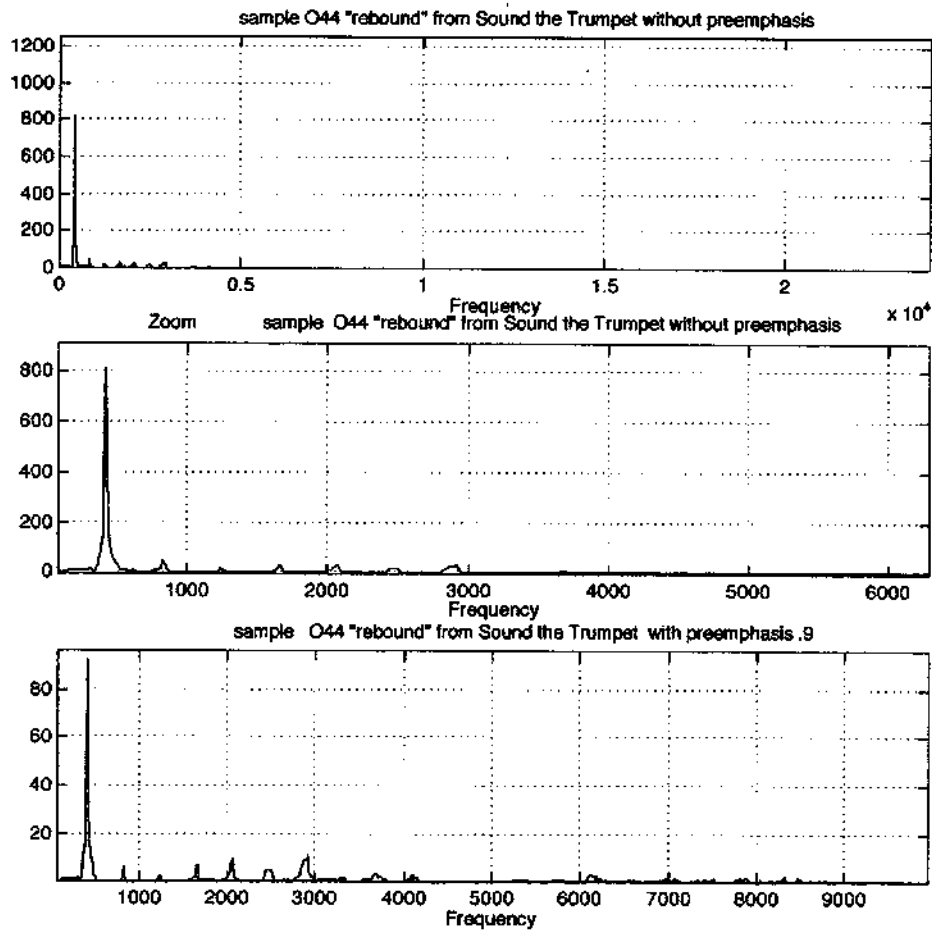 sample O44 "rebound" from Sound the Trumpet without preemphasis
1200
1000
800
600
400
200
0
0 0.5 1 1.5 2
Frequency
x 10⁴
Zoom sample O44 "rebound" from Sound the Trumpet without preemphasis
800
600
400
200
0
1000 2000 3000 4000 5000 6000
Frequency
sample O44 "rebound" from Sound the Trumpet with preemphasis .9
80
60
40
20
1000 2000 3000 4000 5000 6000 7000 8000 9000
Frequency